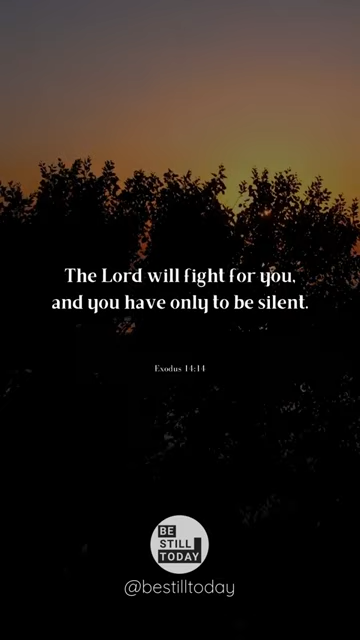 The Lord will fight for you,
and you have only to be silent.
Exodus 14:14
BE
STILL
TODAY
@bestilltoday